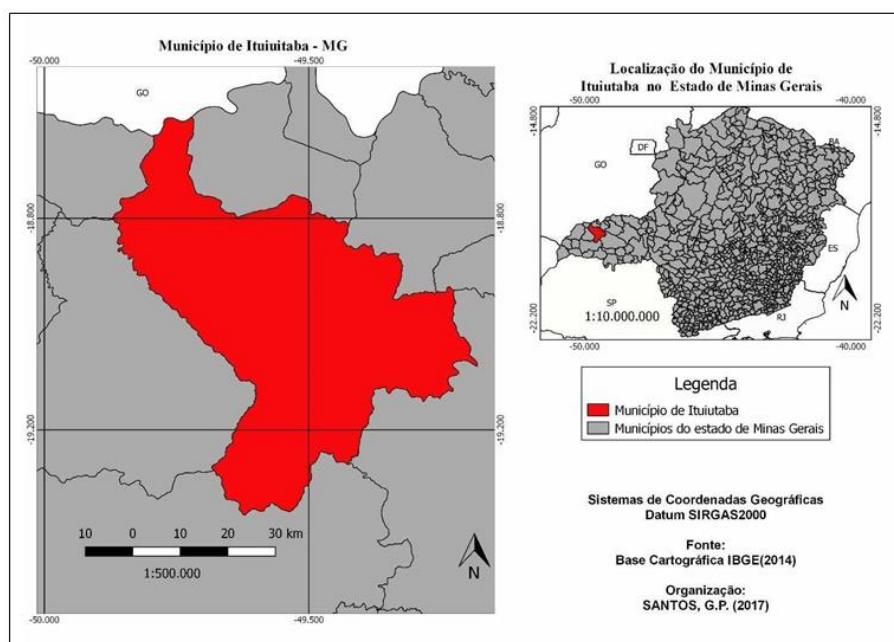 Município de Ituiutaba - MG
-50.000
-49.500
GO
-18.800
-18.800
-19.200
-19.200
10 0 10 20 30 km
1:500.000
N
-50.000
-49.500
Localização do Município de
Ituiutaba no Estado de Minas Gerais
-50.000
-40.000
-14.800
-14.800
DF
BA
GO
ES
SP
1:10.000.000
RJ
N
-22.200
-22.200
-50.000
-40.000
Legenda
Município de Ituiutaba
Municípios do estado de Minas Gerais
Sistemas de Coordenadas Geográficas
Datum SIRGAS2000
Fonte:
Base Cartográfica IBGE(2014)
Organização:
SANTOS, G.P. (2017)